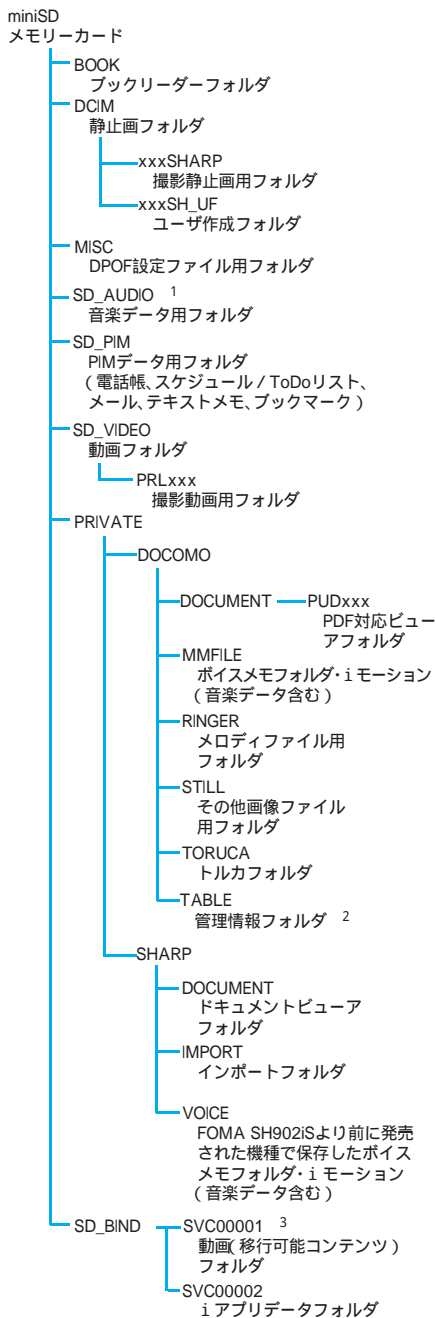 miniSD
メモリーカード
BOOK
ブックリーダーフォルダ
DCIM
静止画フォルダ
xxxSHARP
撮影静止画用フォルダ
xxxSH_UF
ユーザ作成フォルダ
MISC
DPOF設定ファイル用フォルダ
SD_AUDIO 1
音楽データ用フォルダ
SD_PIM
PIMデータ用フォルダ
(電話帳、スケジュール/ToDoリスト、
メール、テキストメモ、ブックマーク)
SD_VIDEO
動画フォルダ
PRLxxx
撮影動画用フォルダ
PRIVATE
DOCOMO
DOCUMENT PUDxxx
PDF対応ビュー
アフォルダ
MMFILE
ボイスメモフォルダ・iモーション
(音楽データ含む)
RINGER
メロディファイル用
フォルダ
STILL
その他画像ファイル
用フォルダ
TORUCA
トルカフォルダ
TABLE
管理情報フォルダ 2
SHARP
DOCUMENT
ドキュメントビューア
フォルダ
IMPORT
インポートフォルダ
VOICE
FOMA SH902iSより前に発売
された機種で保存したボイス
メモフォルダ・iモーション
(音楽データ含む)
SD_BIND SVC00001 3
動画(移行可能コンテンツ)
フォルダ
SVC00002
iアプリデータフォルダ